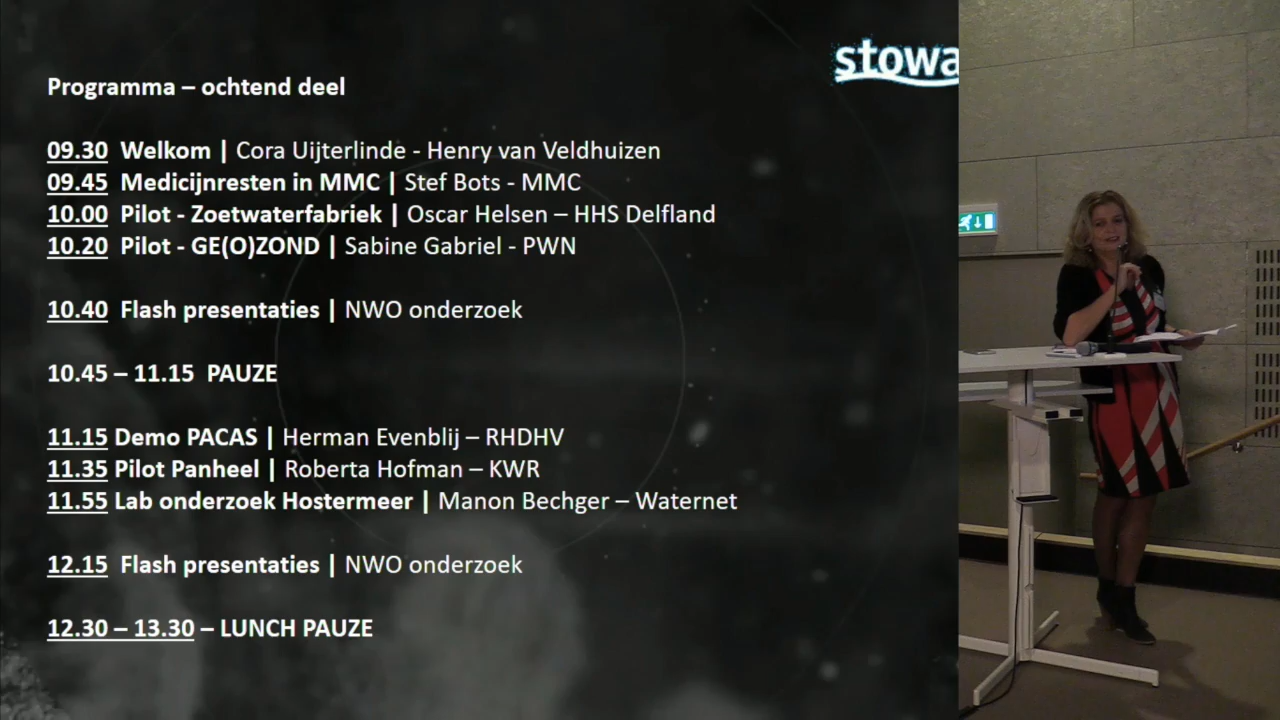 stowa
Programma – ochtend deel
09.30 Welkom | Cora Uijterlinde - Henry van Veldhuizen
09.45 Medicijnresten in MMC | Stef Bots - MMC
10.00 Pilot - Zoetwaterfabriek | Oscar Helsen – HHS Delfland
10.20 Pilot - GE(O)ZOND | Sabine Gabriel - PWN
10.40 Flash presentaties | NWO onderzoek
10.45 – 11.15 PAUZE
11.15 Demo PACAS | Herman Evenblij – RHDHV
11.35 Pilot Panheel | Roberta Hofman – KWR
11.55 Lab onderzoek Hostermeer | Manon Bechger – Waternet
12.15 Flash presentaties | NWO onderzoek
12.30 – 13.30 – LUNCH PAUZE